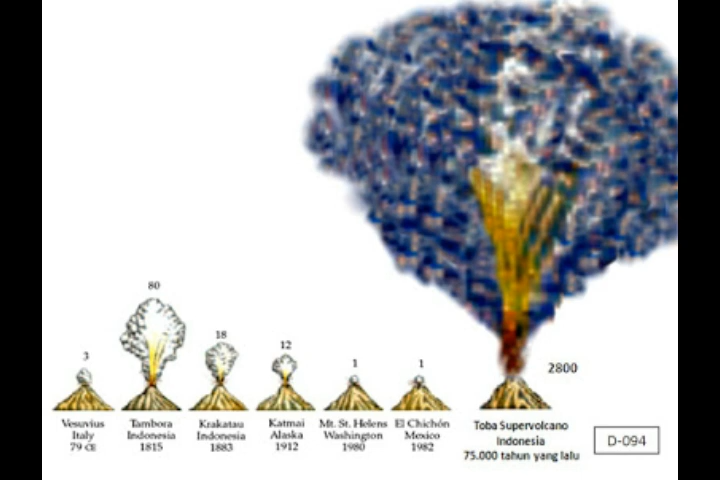 3
80
18
12
1
1
2800
Vesuvius
Italy
79 CE
Tambora
Indonesia
1815
Krakatau
Indonesia
1883
Katmai
Alaska
1912
Mt. St. Helens
Washington
1980
El Chichón
Mexico
1982
Toba Supervolcano
Indonesia
75.000 tahun yang lalu
D-094